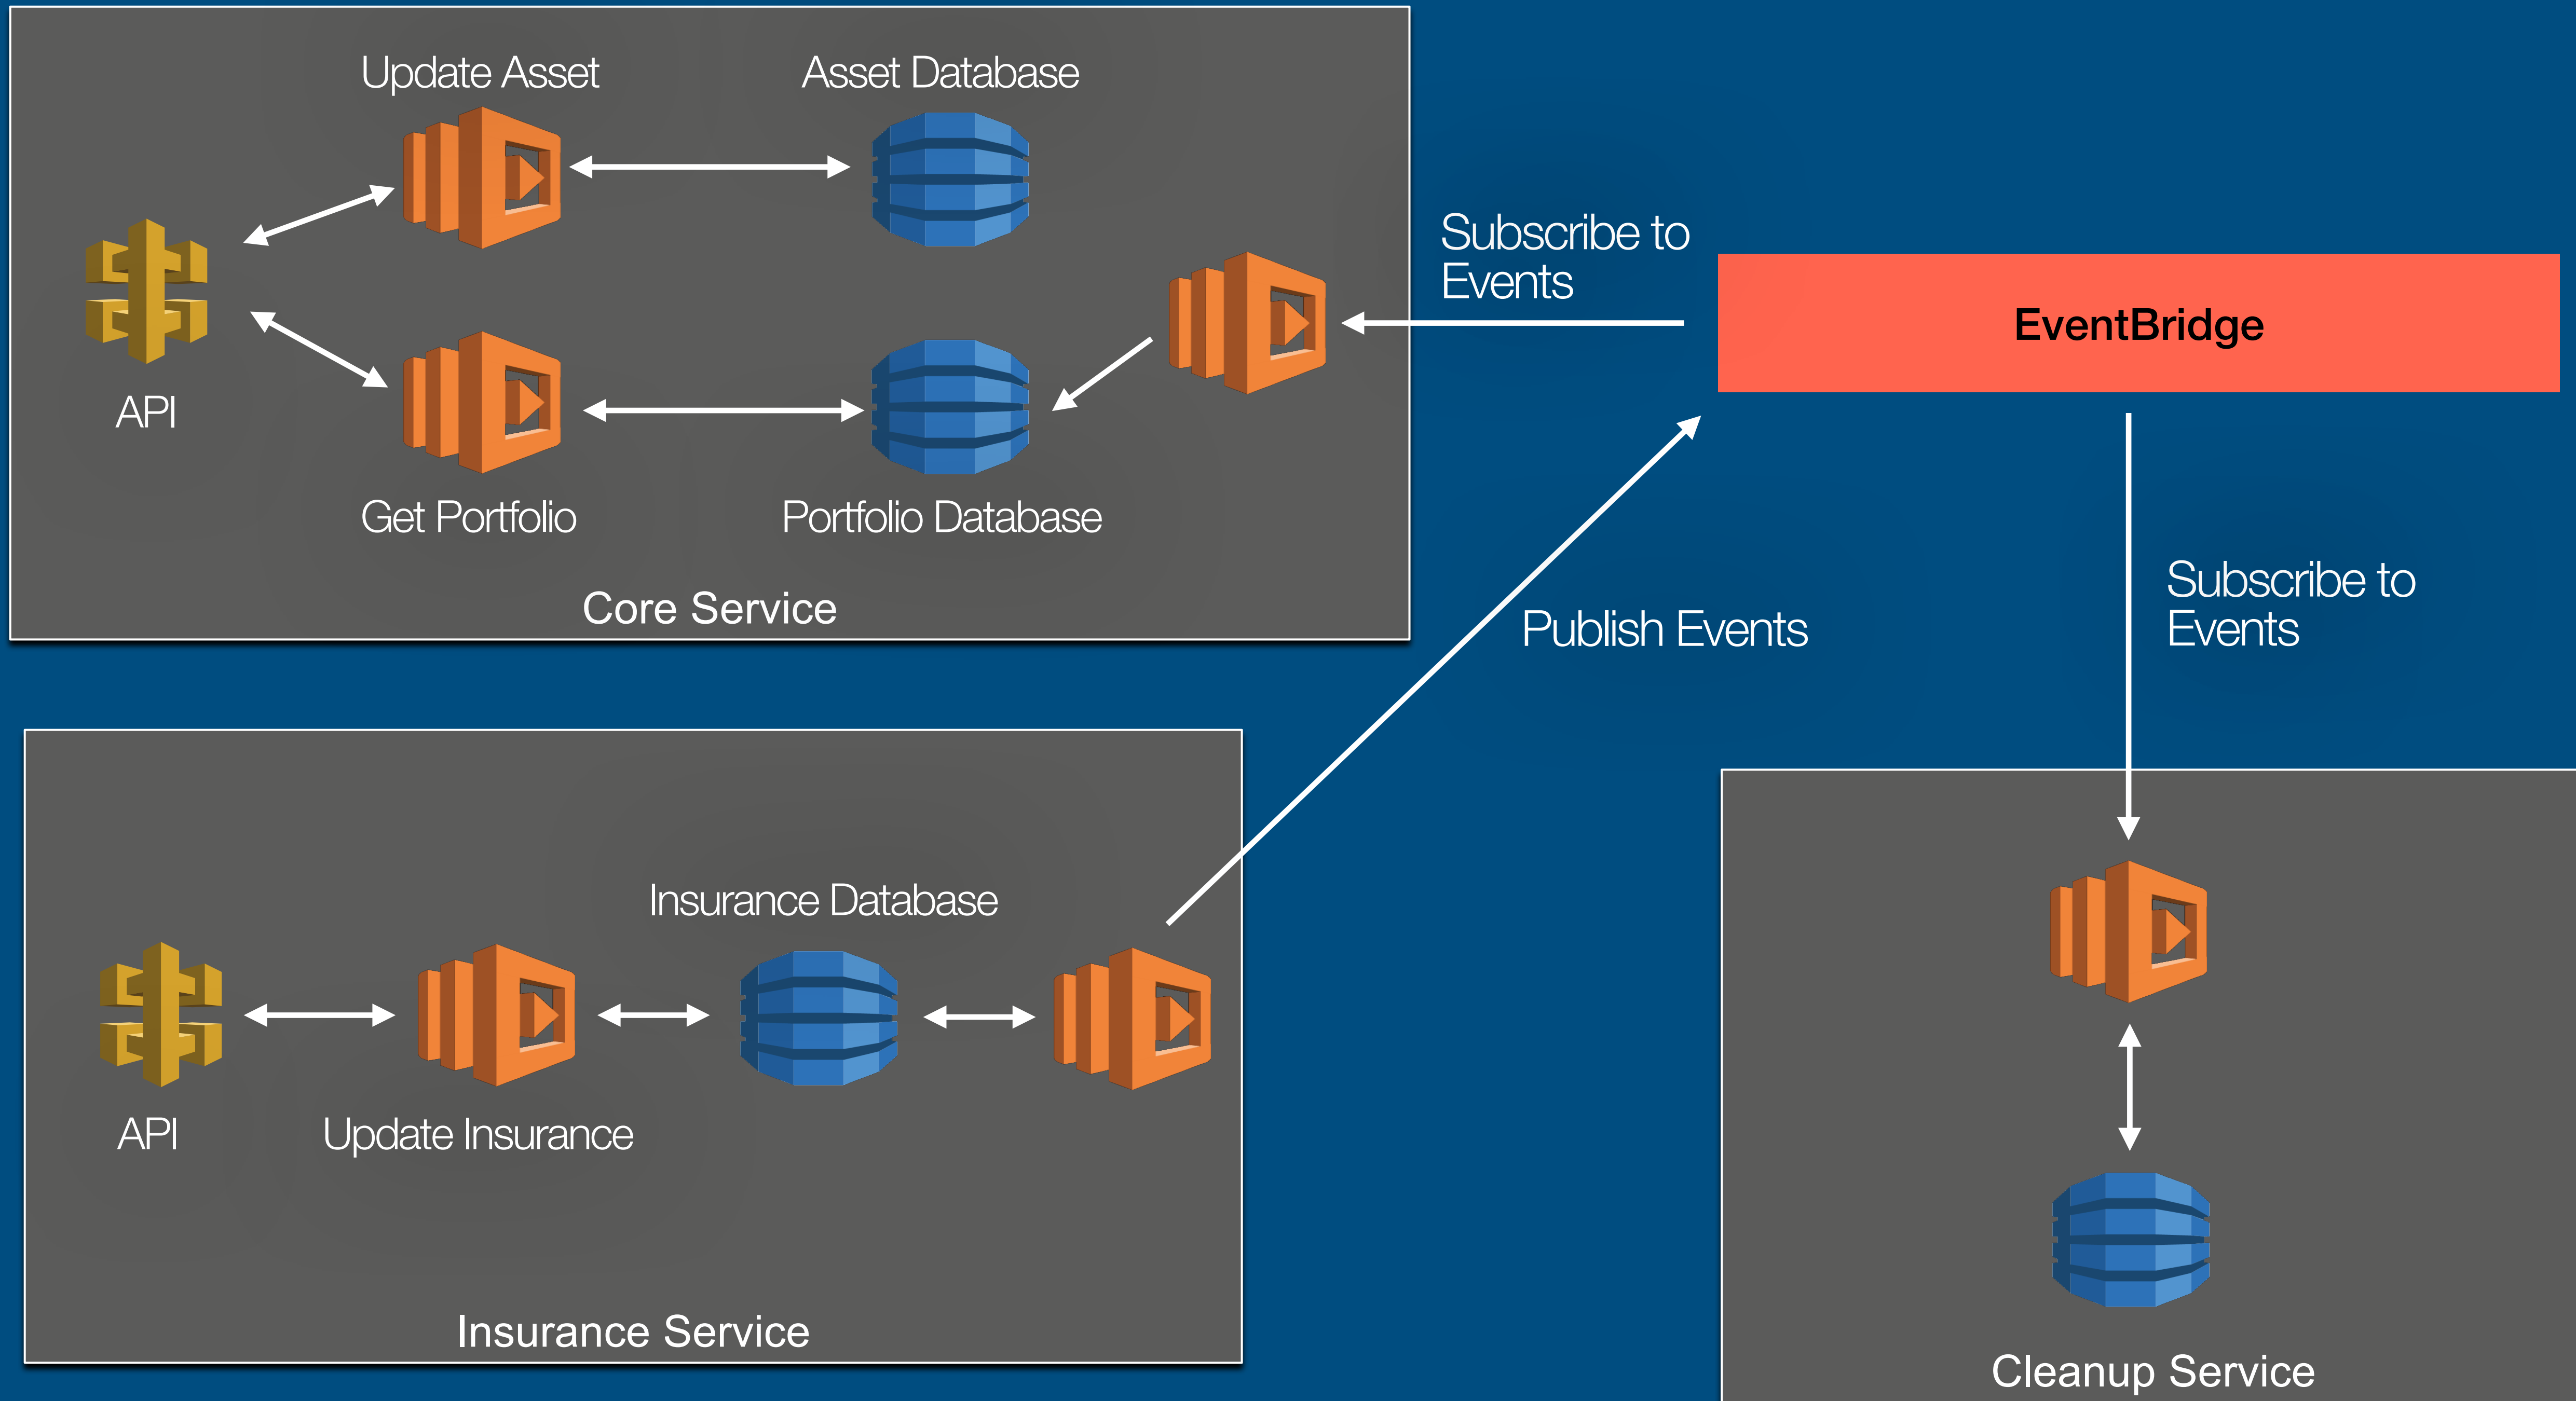 Update Asset
Asset Database
API
Get Portfolio
Portfolio Database
Core Service
Subscribe to
Events
EventBridge
Publish Events
Subscribe to
Events
Insurance Database
API
Update Insurance
Insurance Service
Cleanup Service